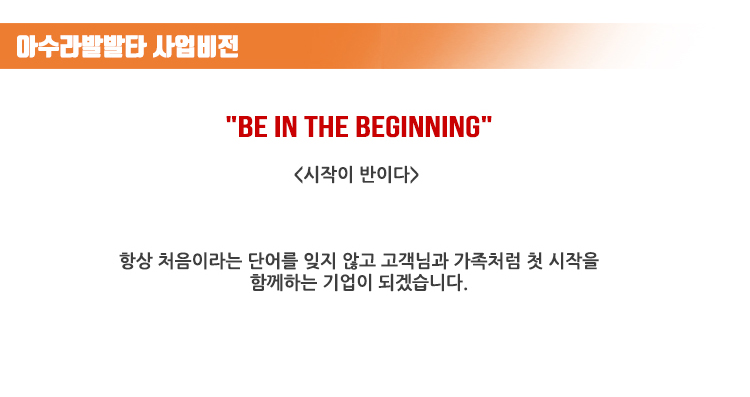 아수라발발타 사업비전
"BE IN THE BEGINNING"
<시작이 반이다>
항상 처음이라는 단어를 잊지 않고 고객님과 가족처럼 첫 시작을
함께하는 기업이 되겠습니다.